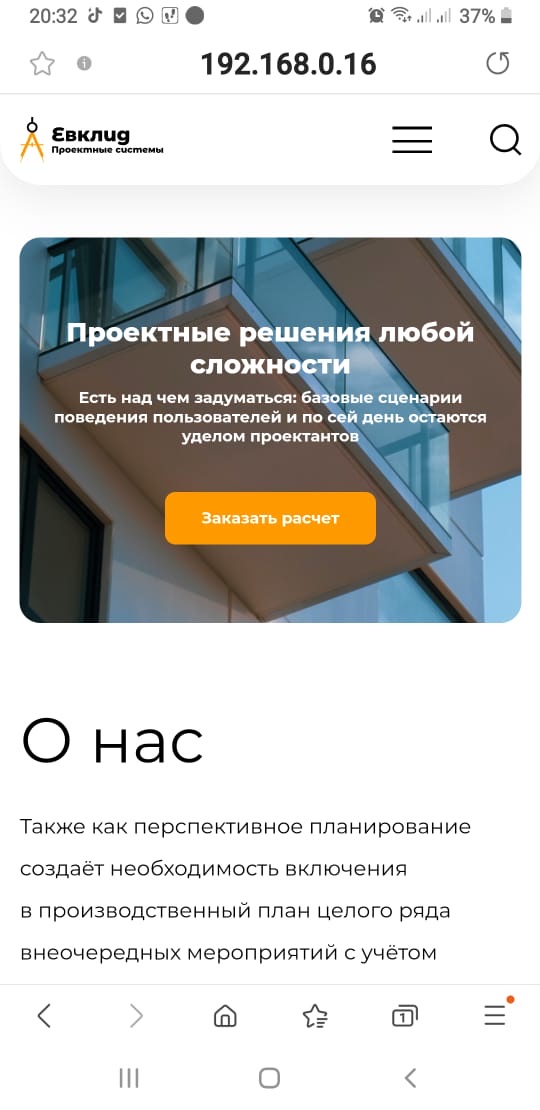 20:32
37%
192.168.0.16
Евклид
Проектные системы
Проектные решения любой
сложности
Есть над чем задуматься: базовые сценарии
поведения пользователей и по сей день остаются
уделом проектантов
Заказать расчет
О нас
Также как перспективное планирование
создаёт необходимость включения
в производственный план целого ряда
внеочередных мероприятий с учётом
1